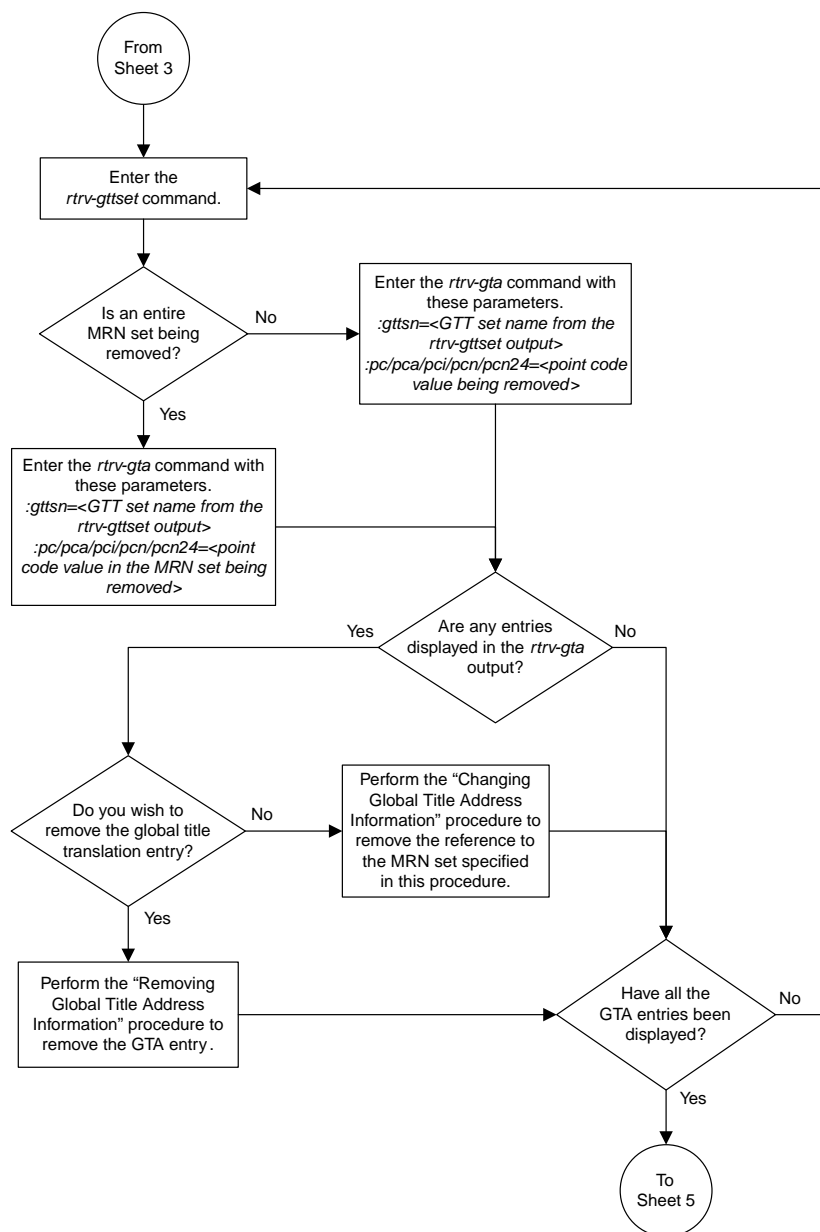 From
Sheet 3
Enter the
rtrv-gttset command.
Is an entire
MRN set being
removed?
No
Yes
Enter the rtrv-gta command with
these parameters.
:gttsn=<GTT set name from the
rtrv-gttset output>
:pc/pca/pci/pcn/pcn24=<point code
value being removed>
Enter the rtrv-gta command with
these parameters.
:gttsn=<GTT set name from the
rtrv-gttset output>
:pc/pca/pci/pcn/pcn24=<point
code value in the MRN set being
removed>
Are any entries
displayed in the rtrv-gta
output?
Yes
No
Do you wish to
remove the global title
translation entry?
No
Yes
Perform the “Changing
Global Title Address
Information” procedure to
remove the reference to
the MRN set specified
in this procedure.
Perform the “Removing
Global Title Address
Information” procedure to
remove the GTA entry.
Have all the
GTA entries been
displayed?
No
Yes
To
Sheet 5